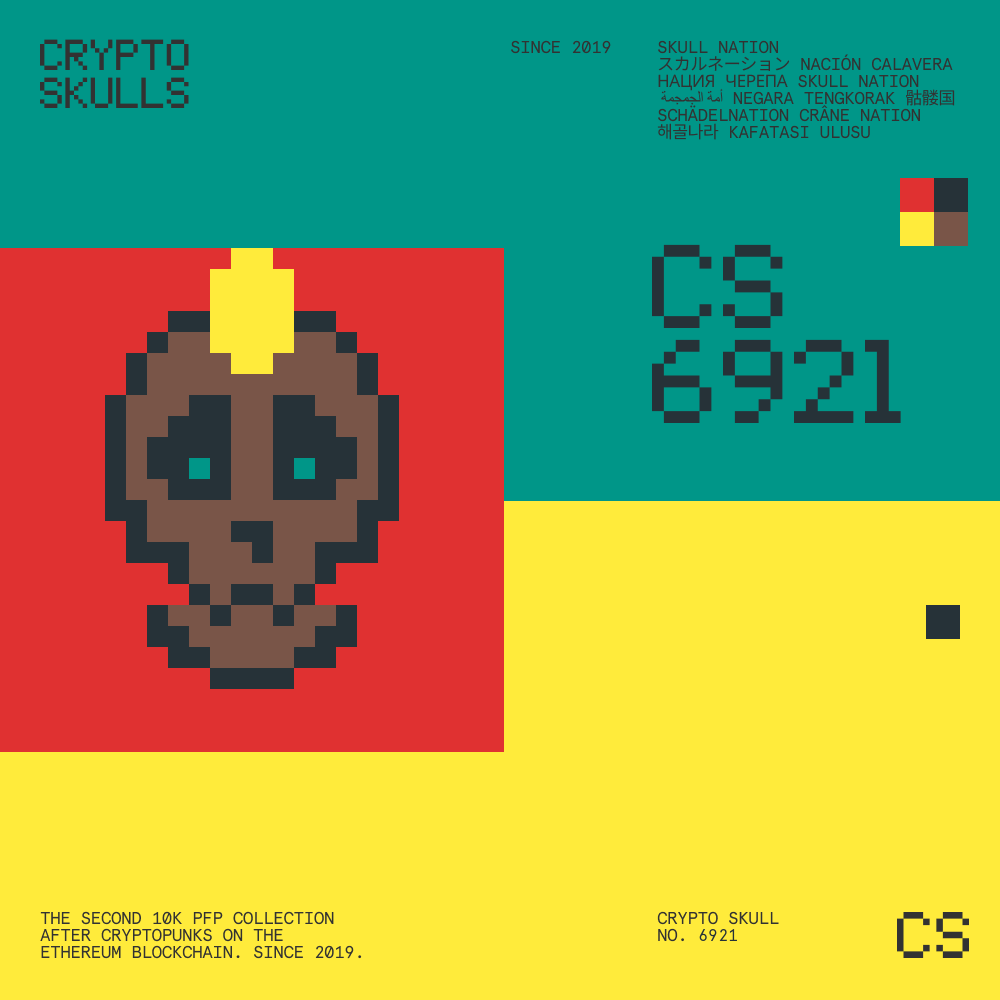 CRYPTO
SKULLS
SINCE 2019
SKULL NATION
スカルネーション NACIÓN CALAVERA
НАЦИЯ ЧЕРЕПА SKULL NATION
أمة الجمجمة NEGARA TENGKORAK 骷髅国
SCHÄDELNATION CRÂNE NATION
해골나라 KAFATASI ULUSU
CS
6921
THE SECOND 10K PFP COLLECTION
AFTER CRYPTOPUNKS ON THE
ETHEREUM BLOCKCHAIN. SINCE 2019.
CRYPTO SKULL
NO. 6921
CS